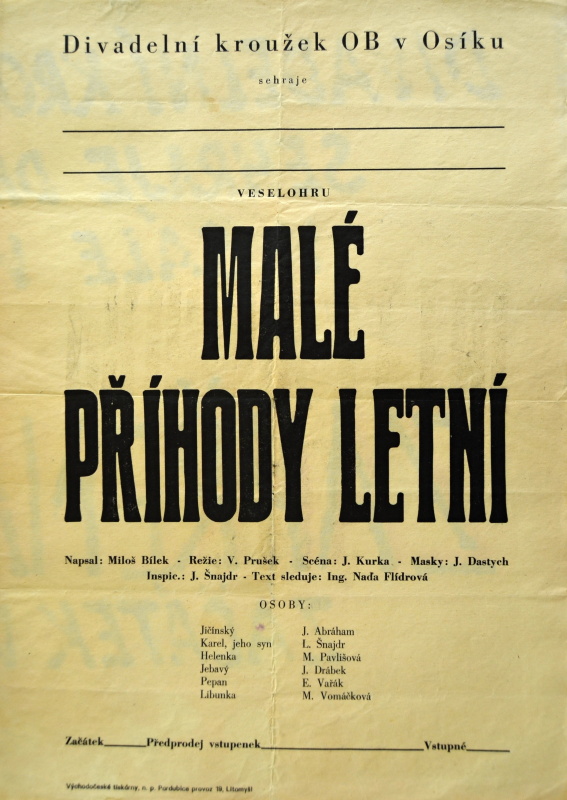 Divadelní kroužek OB v Osíku
sehraje
VESELOHRU
MALÉ
PŘÍHODY LETNÍ
Napsal: Miloš Bílek - Režie: V. Prušek - Scéna: J. Kurka - Masky: J. Dastych
Inspic.: J. Šnajdr - Text sleduje: Ing. Naďa Flídrová
OSOBY:
Jičínský J. Abráham
Karel, jeho syn L. Šnajdr
Helenka M. Pavlišová
Jebavý J. Drábek
Pepan E. Vařák
Libunka M. Vomáčková
Začátek Předprodej vstupenek Vstupné
Východočeské tiskárny, n. p. Pardubice provoz 19, Litomyšl